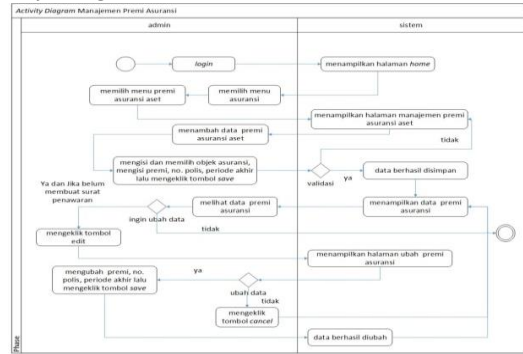 Activity Diagram Manajemen Premi Asuransi
admin
sistem
login
menampilkan halaman home
memilih menu premi
asuransi aset
memilih menu
asuransi
menampilkan halaman manajemen premi
asuransi aset
menambah data premi
asuransi aset
tidak
mengisi dan memilih objek asuransi,
mengisi premi, no. polis, periode akhir
lalu mengeklik tombol save
validasi
ya
data berhasil disimpan
Ya dan Jika belum
membuat surat
penawaran
melihat data premi
asuransi
menampilkan data premi
asuransi
ingin ubah data
tidak
mengeklik tombol
edit
menampilkan halaman ubah premi
asuransi
mengubah premi, no.
polis, periode akhir lalu
mengeklik tombol save
ya
ubah data
tidak
mengeklik
tombol cancel
data berhasil diubah
Phase